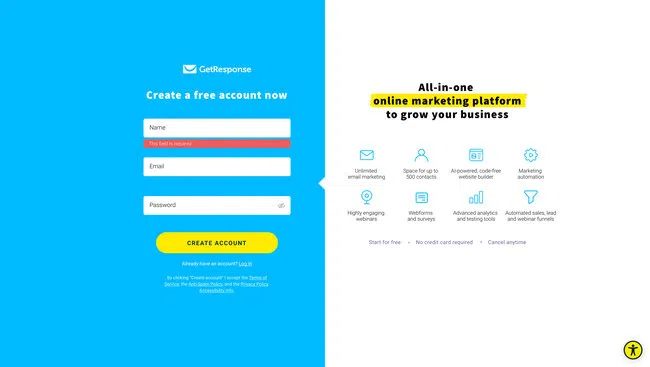 GetResponse
Create a free account now
Name
This field is required
Email
Password
CREATE ACCOUNT
Already have an account? Log in
By clicking "Create account" I accept the Terms of
Service, the Anti-Spam Policy, and the Privacy Policy.
Accessibility Info.
All-in-one
online marketing platform
to grow your business
Unlimited
email marketing
Space for up to
500 contacts
AI-powered, code-free
website builder
Marketing
automation
Highly engaging
webinars
Webforms
and surveys
Advanced analytics
and testing tools
Automated sales, lead
and webinar funnels
Start for free • No credit card required • Cancel anytime